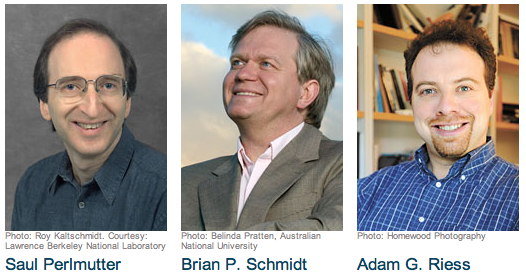 Photo: Roy Kaltschmidt. Courtesy:
Lawrence Berkeley National Laboratory
Saul Perlmutter
Photo: Belinda Pratten, Australian
National University
Brian P. Schmidt
Photo: Homewood Photography
Adam G. Riess